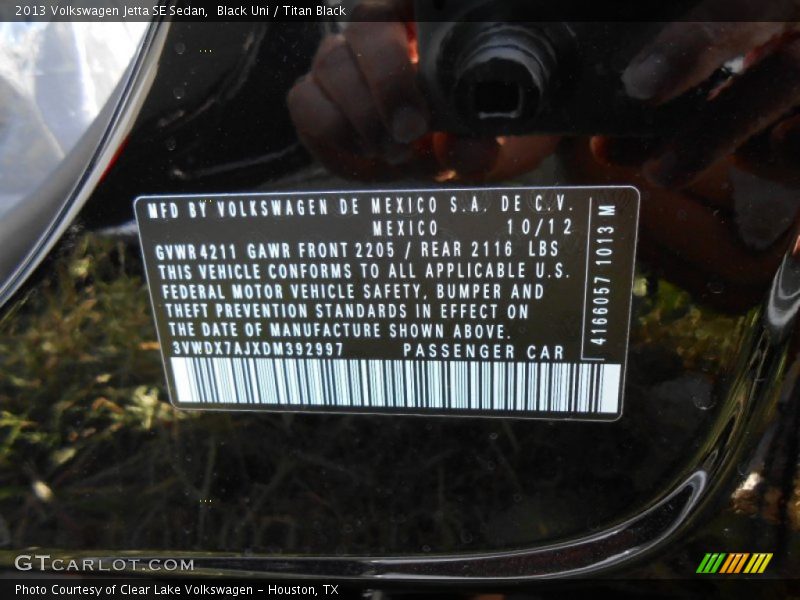 2013 Volkswagen Jetta SE Sedan,  Black Uni / Titan Black
MFD BY VOLKSWAGEN DE MEXICO S.A. DE C.V.
MEXICO 10/12
GVWR 4211 GAWR FRONT 2205 / REAR 2116 LBS
THIS VEHICLE CONFORMS TO ALL APPLICABLE U.S.
FEDERAL MOTOR VEHICLE SAFETY, BUMPER AND
THEFT PREVENTION STANDARDS IN EFFECT ON
THE DATE OF MANUFACTURE SHOWN ABOVE.
3VWDX7AJXDM392997 PASSENGER CAR
4166057 1013 M
GTCARLOT.COM
Photo Courtesy of Clear Lake Volkswagen - Houston, TX